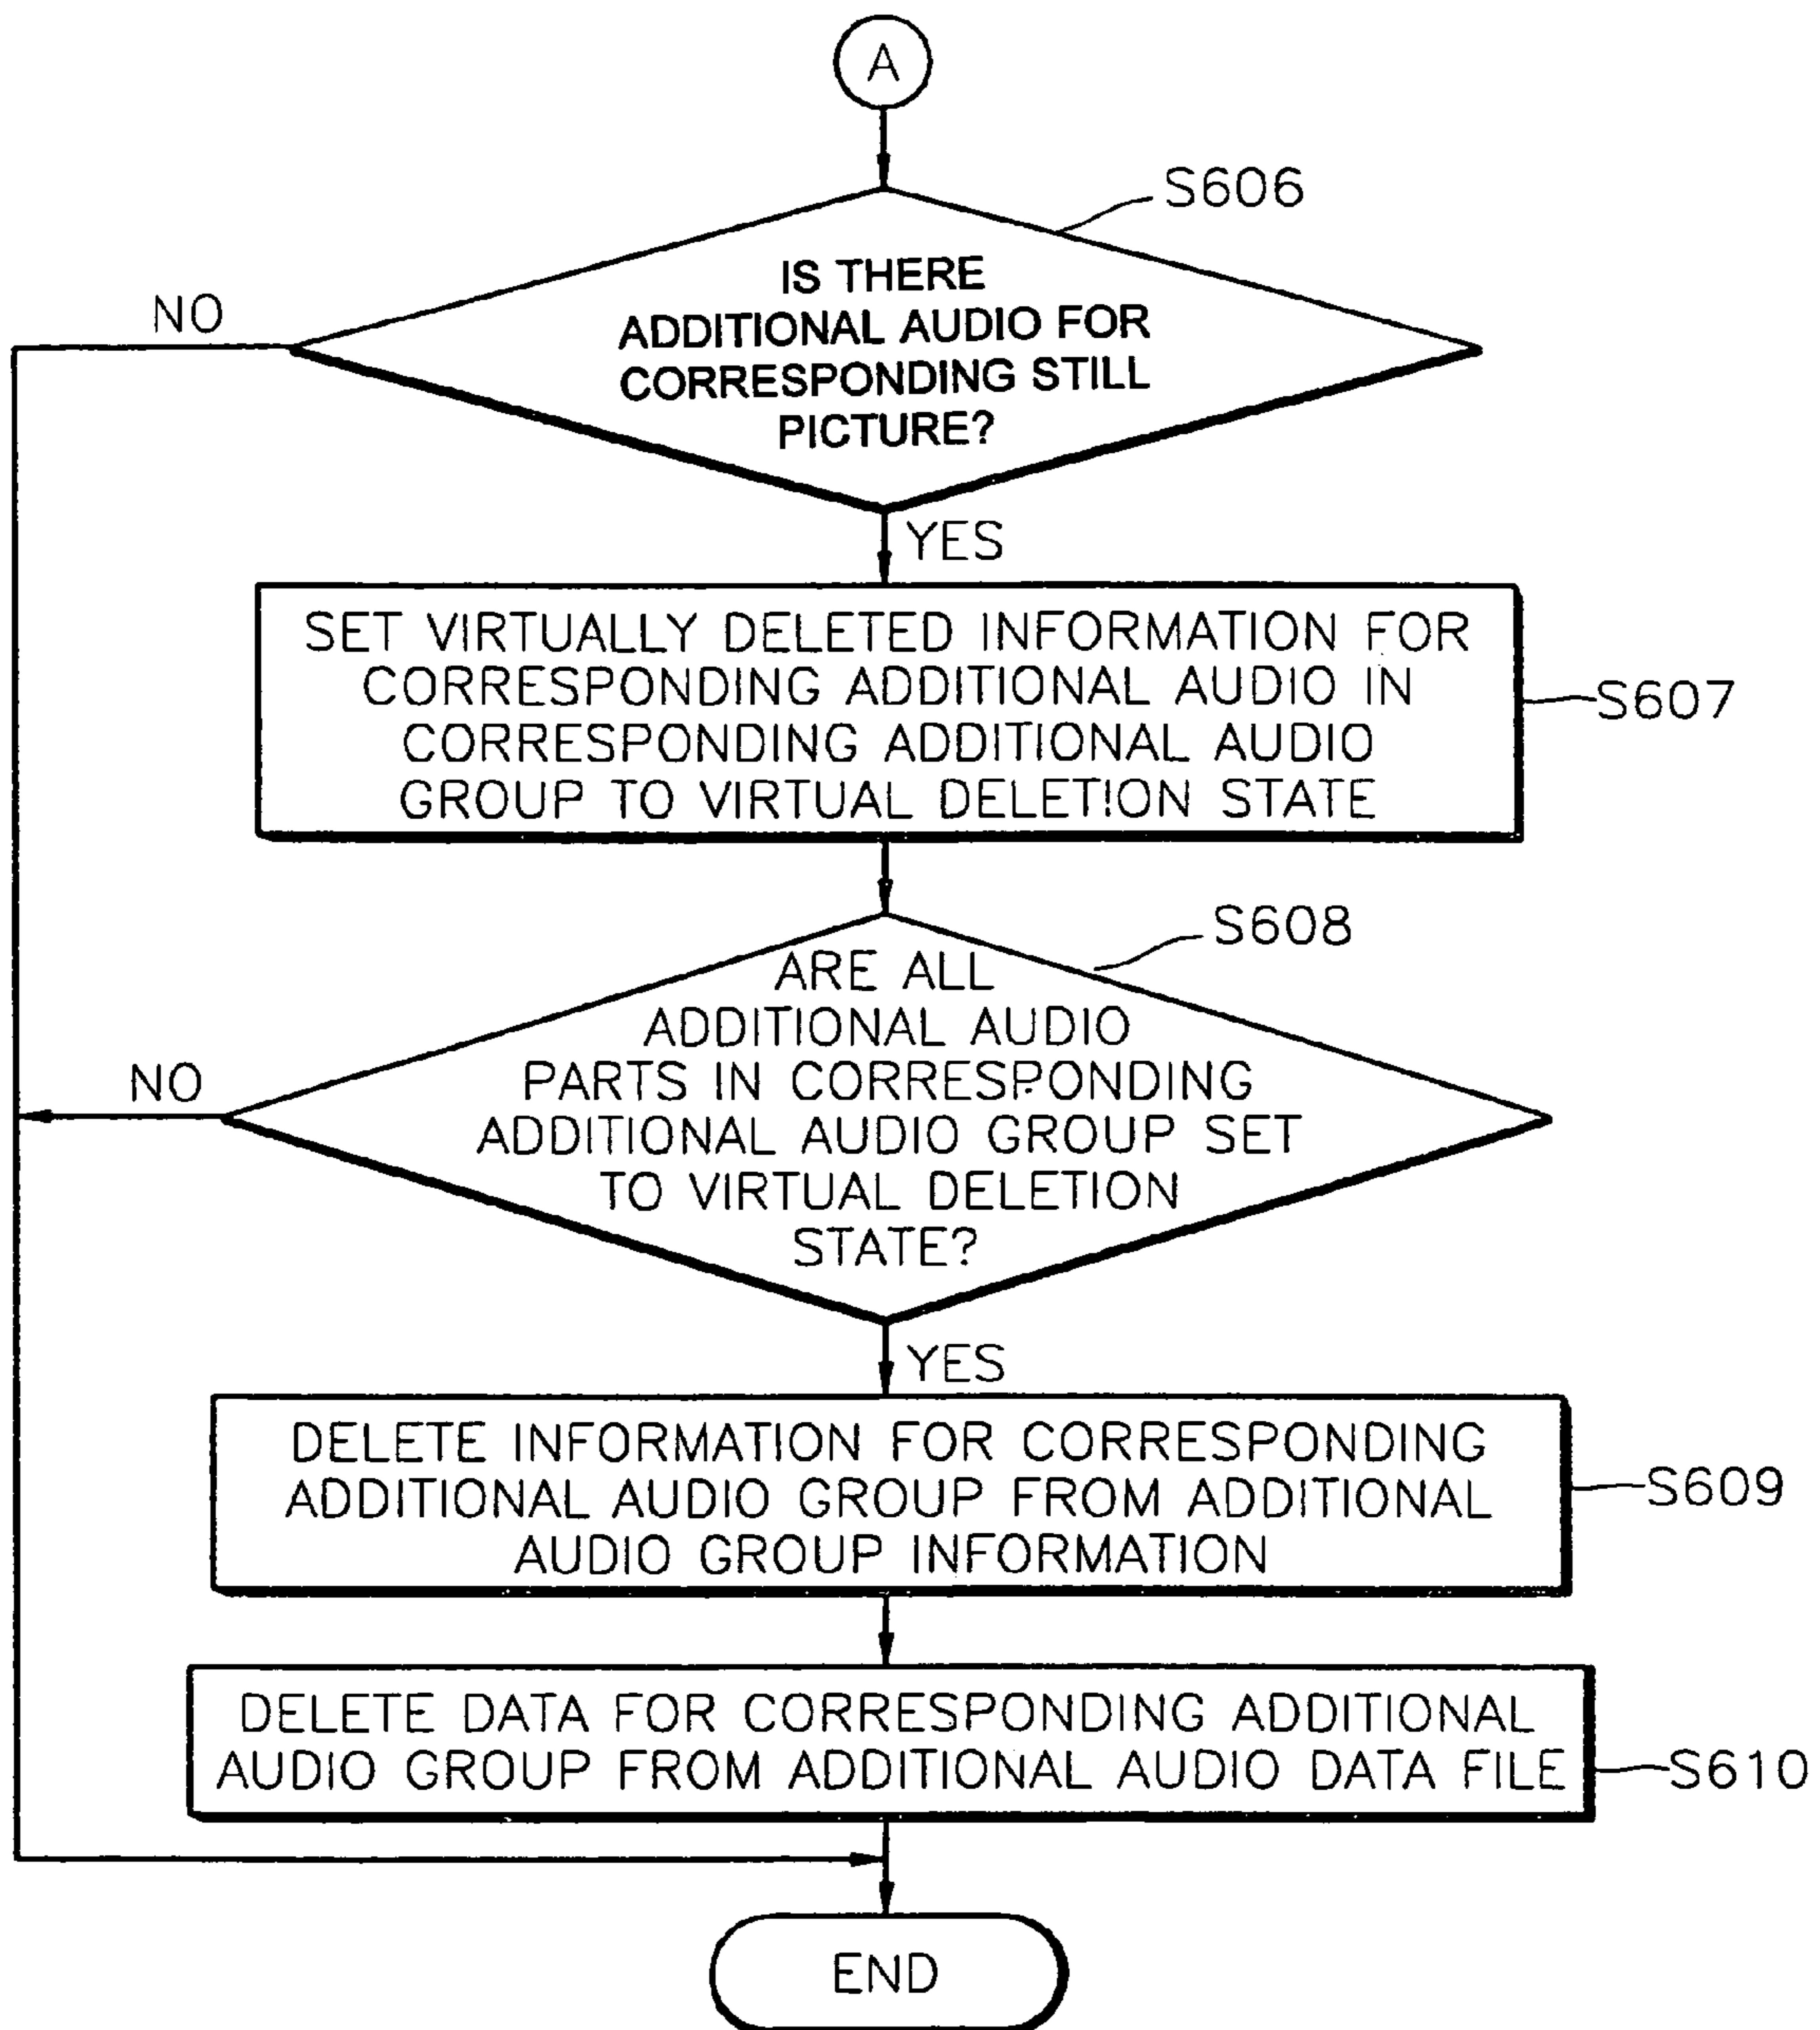 A
S606
IS THERE
ADDITIONAL AUDIO FOR
CORRESPONDING STILL
PICTURE?
NO
YES
SET VIRTUALLY DELETED INFORMATION FOR
CORRESPONDING ADDITIONAL AUDIO IN
CORRESPONDING ADDITIONAL AUDIO
GROUP TO VIRTUAL DELETION STATE
S607
S608
ARE ALL
ADDITIONAL AUDIO
PARTS IN CORRESPONDING
ADDITIONAL AUDIO GROUP SET
TO VIRTUAL DELETION
STATE?
NO
YES
DELETE INFORMATION FOR CORRESPONDING
ADDITIONAL AUDIO GROUP FROM ADDITIONAL
AUDIO GROUP INFORMATION
S609
DELETE DATA FOR CORRESPONDING ADDITIONAL
AUDIO GROUP FROM ADDITIONAL AUDIO DATA FILE
S610
END